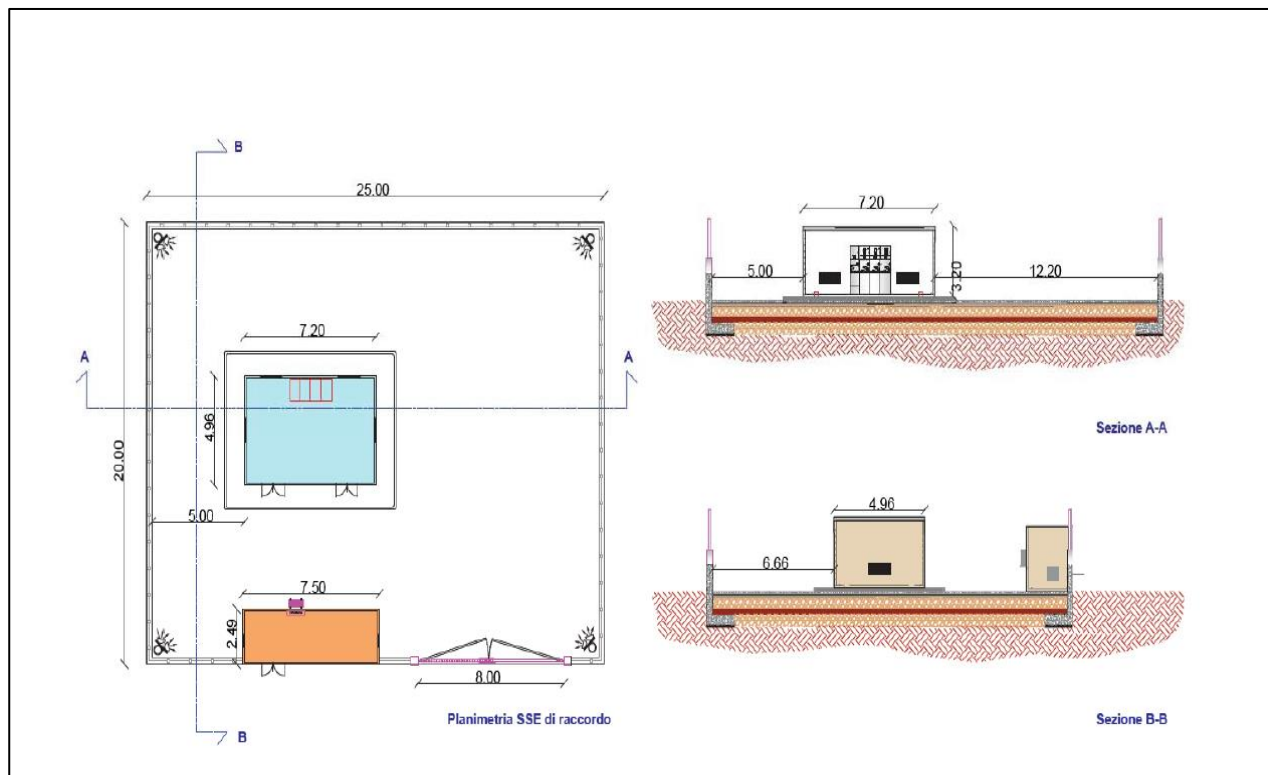 B
25.00
7.20
A
A
4.96
20.00
5.00
7.50
2.49
8.00
B
Planimetria SSE di raccordo
7.20
5.00
3.20
12.20
Sezione A-A
4.96
6.66
Sezione B-B